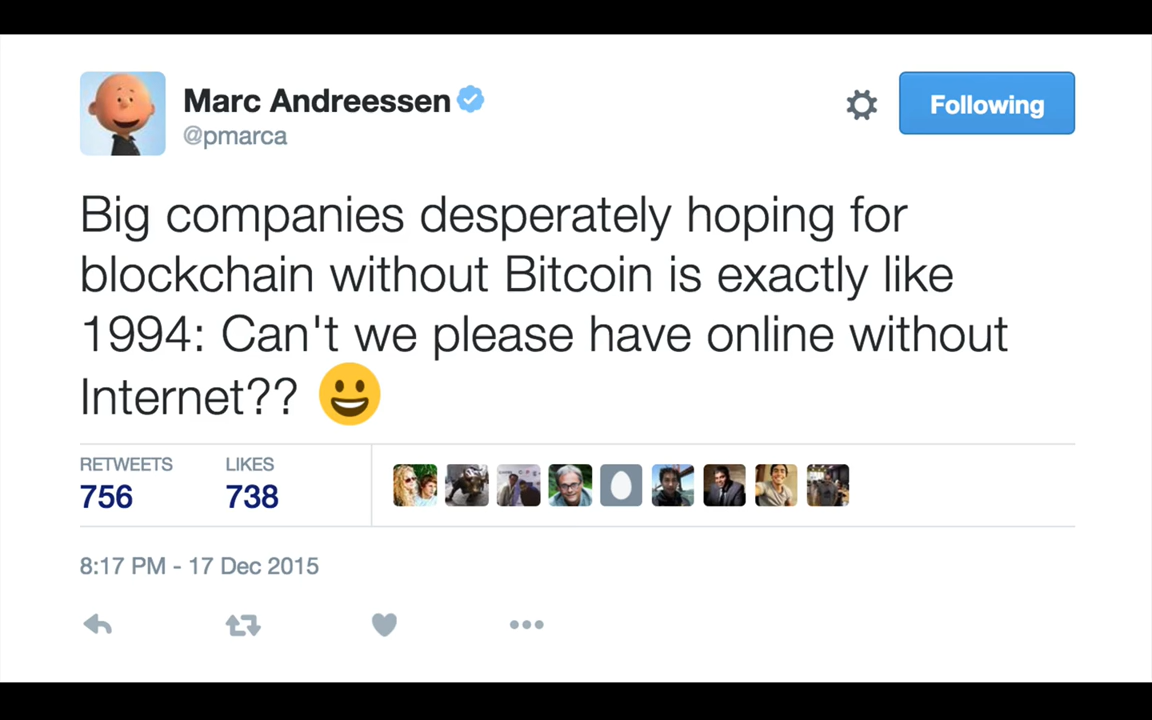 Marc Andreessen
@pmarca
Following
Big companies desperately hoping for
blockchain without Bitcoin is exactly like
1994: Can't we please have online without
Internet?? 😀
RETWEETS
756
LIKES
738
8:17 PM - 17 Dec 2015